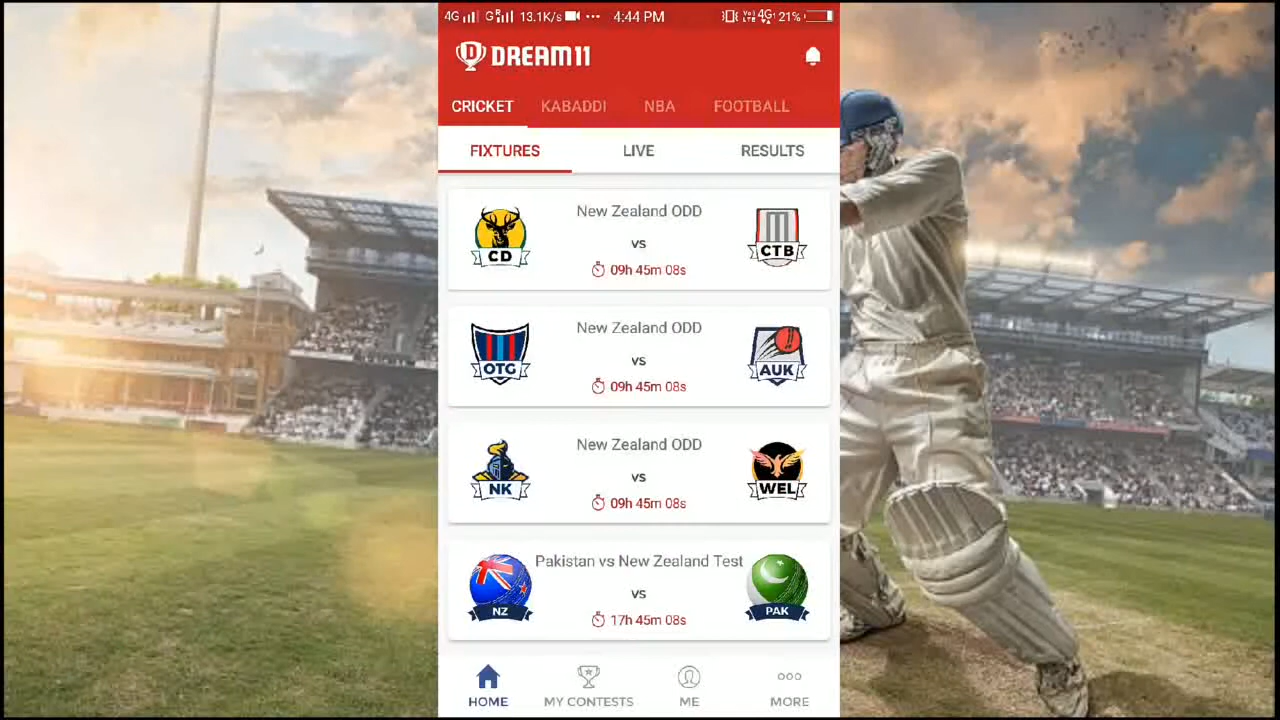 4G G R 13.1K/s ... 4:44 PM VoLTE 4G 21%
DREAM11
CRICKET KABADDI NBA FOOTBALL
FIXTURES LIVE RESULTS
New Zealand ODD
CD vs CTB
09h 45m 08s
New Zealand ODD
OTG vs AUK
09h 45m 08s
New Zealand ODD
NK vs WEL
09h 45m 08s
Pakistan vs New Zealand Test
NZ vs PAK
17h 45m 08s
HOME MY CONTESTS ME MORE